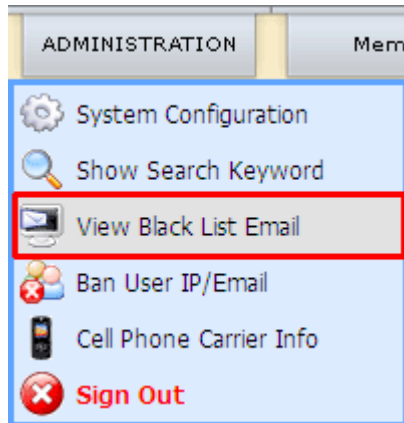 ADMINISTRATION Mem
System Configuration
Show Search Keyword
View Black List Email
Ban User IP/Email
Cell Phone Carrier Info
Sign Out